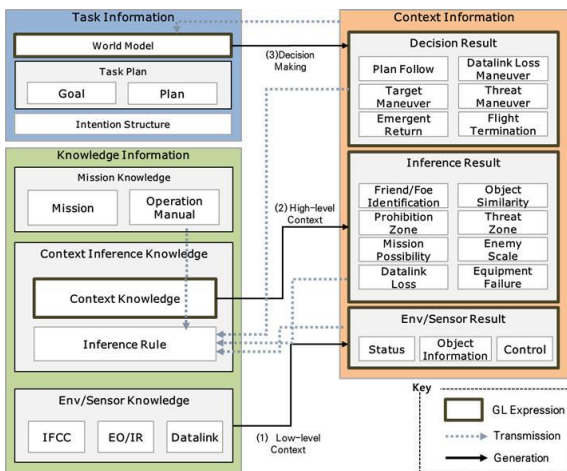 Task Information
World Model
Task Plan
Goal
Plan
Intention Structure
Knowledge Information
Mission Knowledge
Mission
Operation
Manual
Context Inference Knowledge
Context Knowledge
Inference Rule
Env/Sensor Knowledge
IFCC
EO/IR
Datalink
(3)Decision
Making
(2) High-level
Context
(1) Low-level
Context
Context Information
Decision Result
Plan Follow
Datalink Loss
Maneuver
Target
Maneuver
Threat
Maneuver
Emergent
Return
Flight
Termination
Inference Result
Friend/Foe
Identification
Object
Similarity
Prohibition
Zone
Threat
Zone
Mission
Possibility
Enemy
Scale
Datalink
Loss
Equipment
Failure
Env/Sensor Result
Status
Object
Information
Control
Key
GL Expression
Transmission
Generation